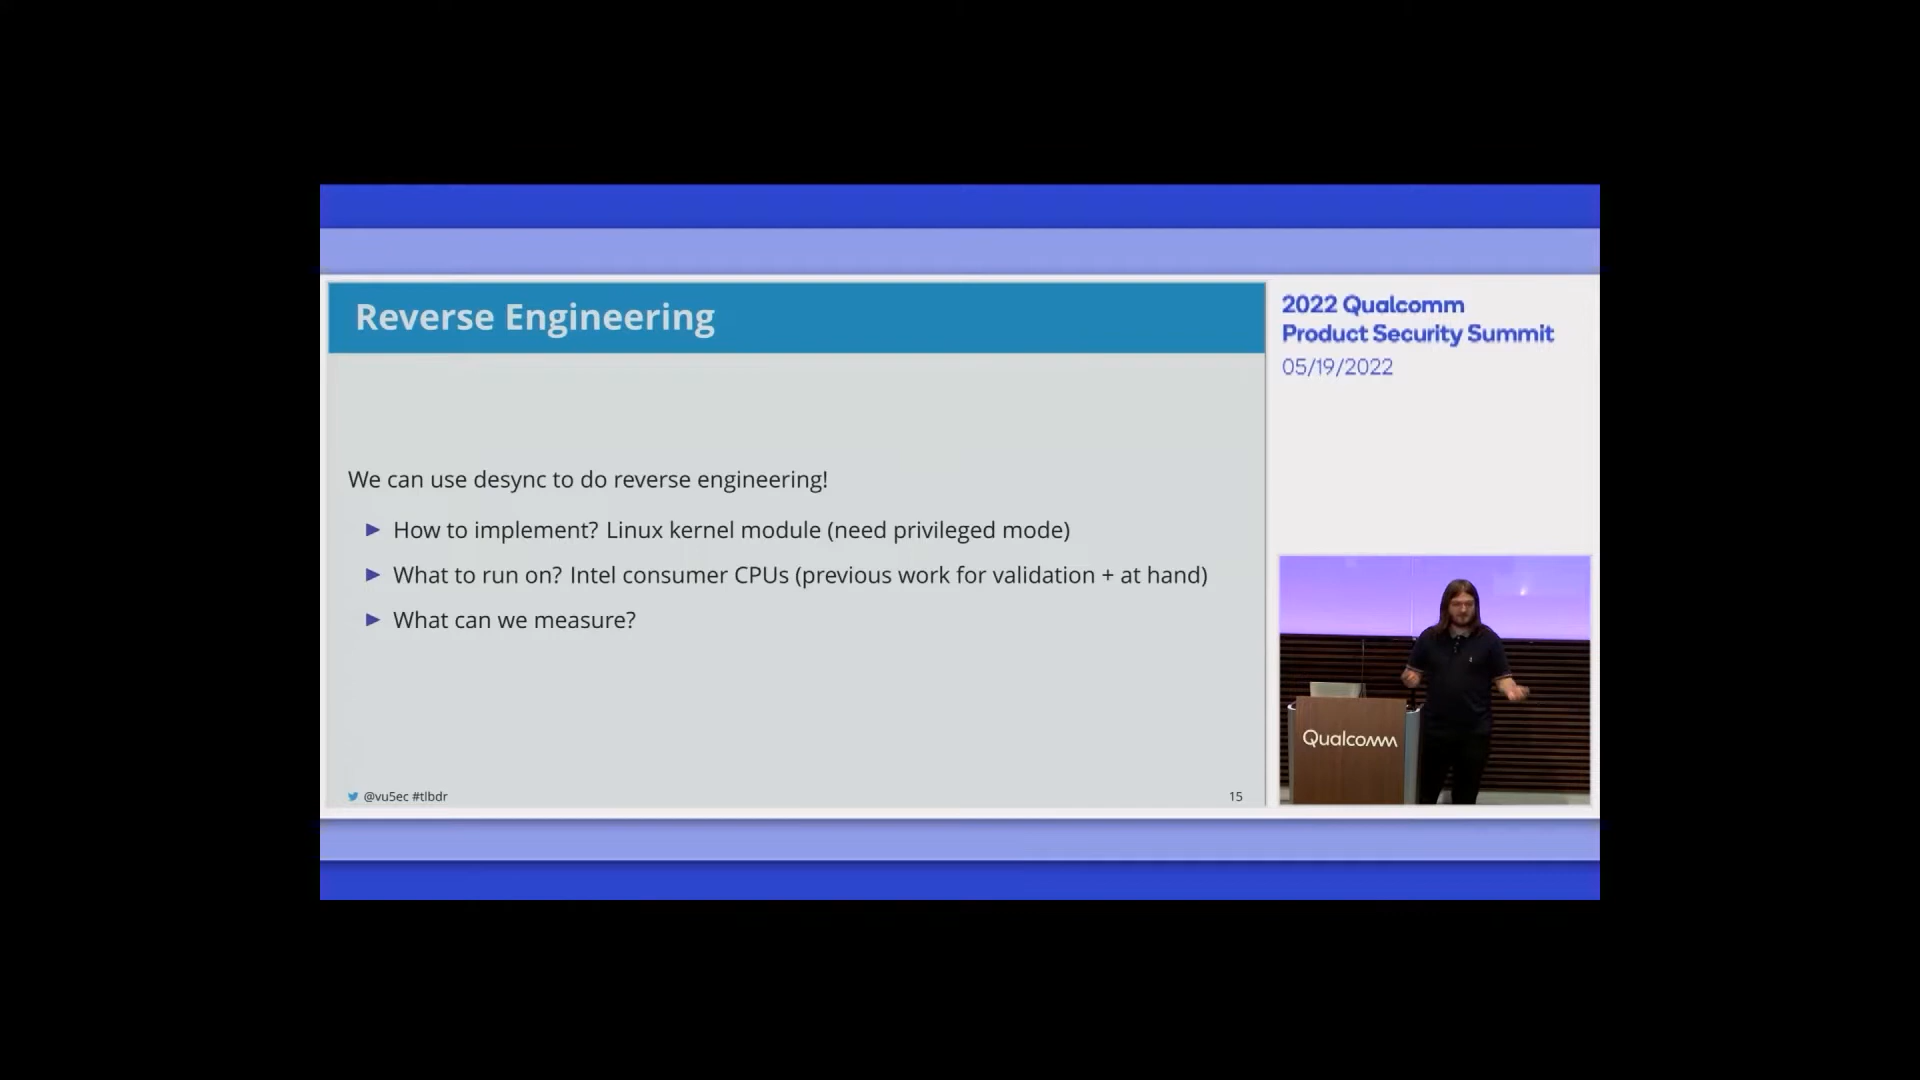 Reverse Engineering
We can use desync to do reverse engineering!
► How to implement? Linux kernel module (need privileged mode)
► What to run on? Intel consumer CPUs (previous work for validation + at hand)
► What can we measure?
@vu5ec #tlbdr
15
2022 Qualcomm
Product Security Summit
05/19/2022
Qualcomm